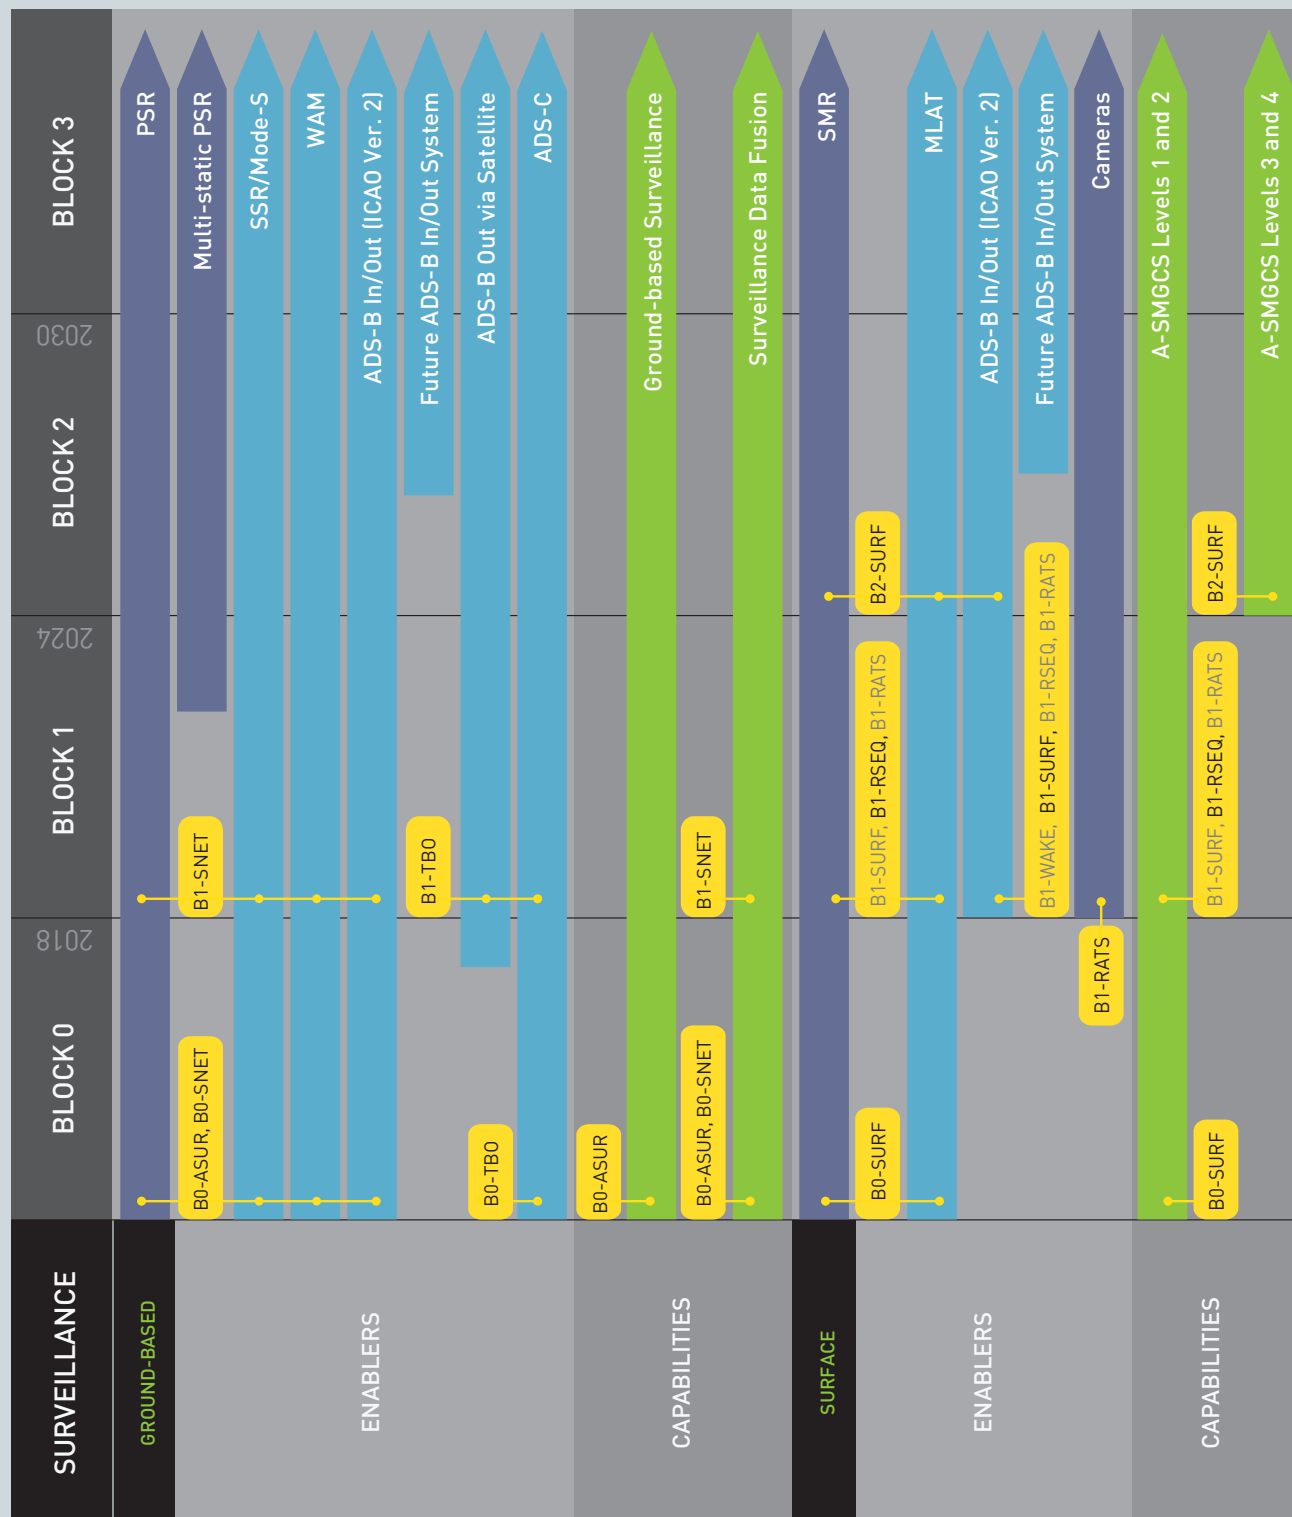 SURVEILLANCE
BLOCK 0
2018
BLOCK 1
2024
BLOCK 2
2030
BLOCK 3
GROUND-BASED
ENABLERS
PSR
B0-ASUR, B0-SNET
B1-SNET
Multi-static PSR
SSR/Mode-S
WAM
ADS-B In/Out (ICAO Ver. 2)
B1-TBO
Future ADS-B In/Out System
B0-TBO
ADS-B Out via Satellite
ADS-C
CAPABILITIES
B0-ASUR
Ground-based Surveillance
B0-ASUR, B0-SNET
B1-SNET
Surveillance Data Fusion
SURFACE
ENABLERS
SMR
B0-SURF
B1-SURF, B1-RSEQ, B1-RATS
B2-SURF
MLAT
ADS-B In/Out (ICAO Ver. 2)
B1-WAKE, B1-SURF, B1-RSEQ, B1-RATS
Future ADS-B In/Out System
B1-RATS
Cameras
CAPABILITIES
A-SMGCS Levels 1 and 2
B0-SURF
B1-SURF, B1-RSEQ, B1-RATS
B2-SURF
A-SMGCS Levels 3 and 4